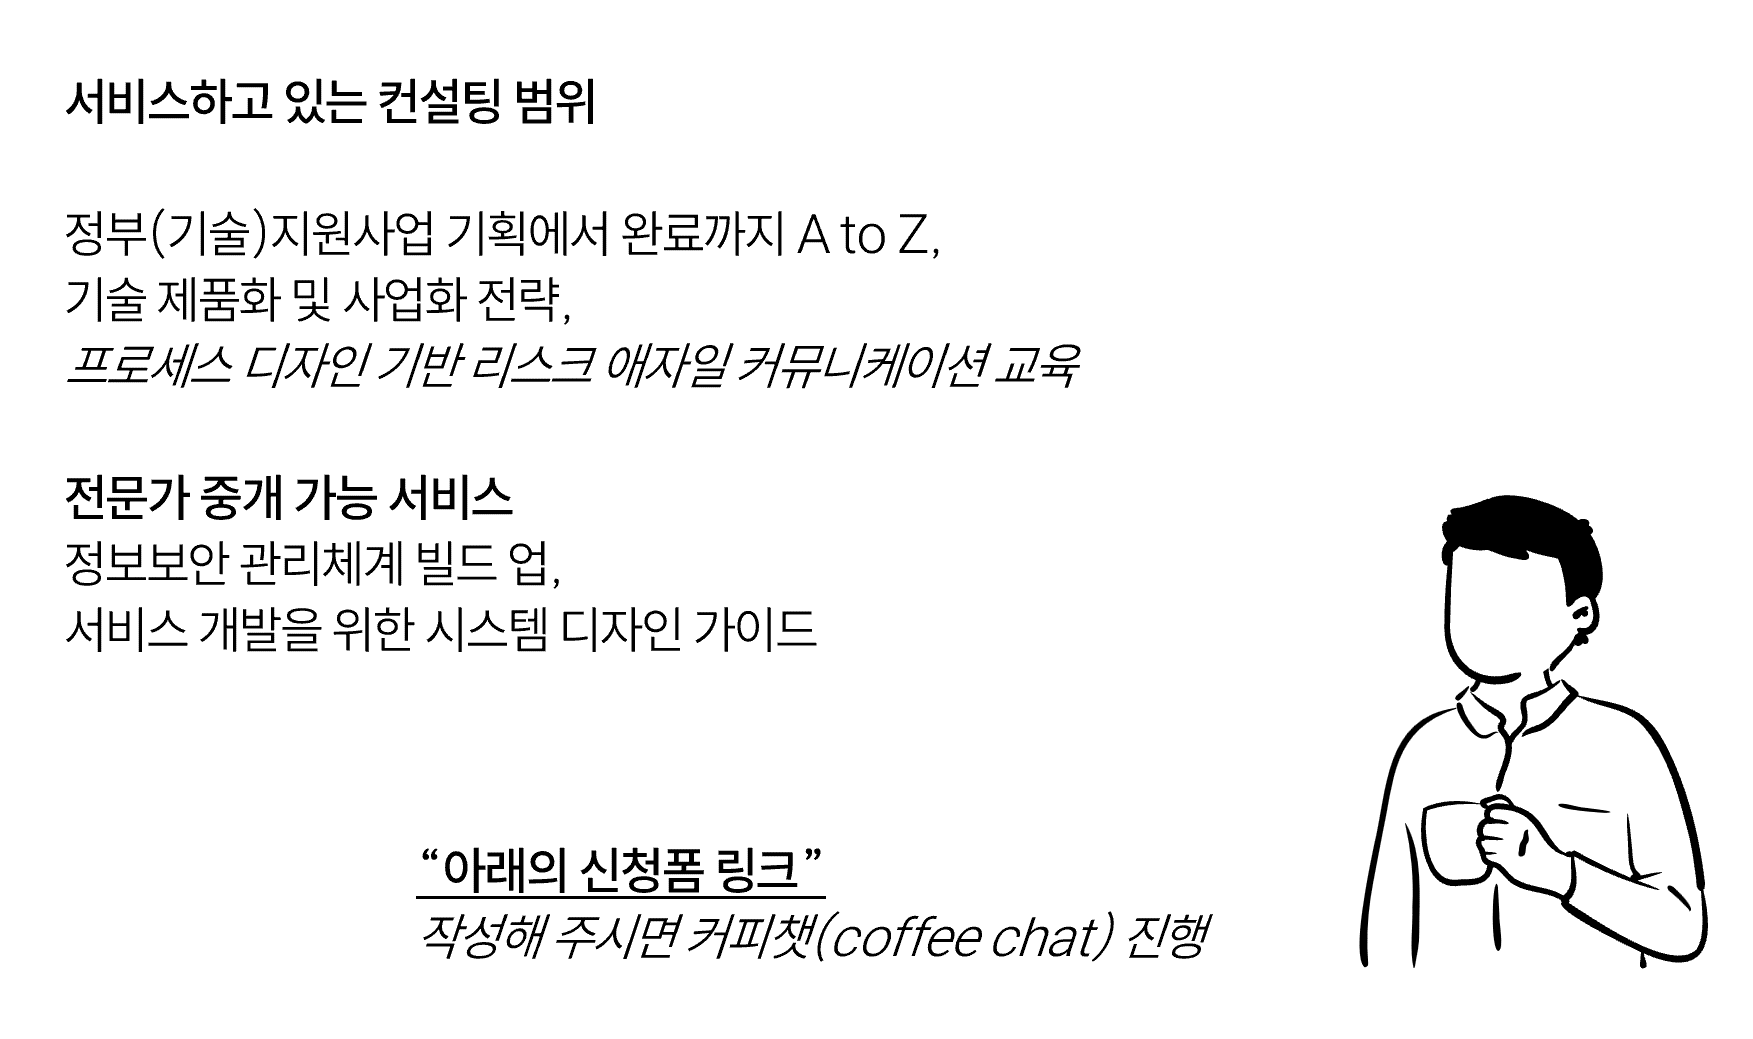 서비스하고 있는 컨설팅 범위
정부(기술)지원사업 기획에서 완료까지 A to Z,
기술 제품화 및 사업화 전략,
프로세스 디자인 기반 리스크 애자일 커뮤니케이션 교육
전문가 중개 가능 서비스
정보보안 관리체계 빌드 업,
서비스 개발을 위한 시스템 디자인 가이드
“아래의 신청폼 링크”
작성해 주시면 커피챗(coffee chat) 진행